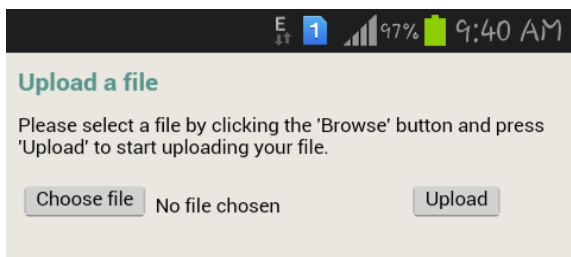 E 1 97% 9:40 AM
Upload a file
Please select a file by clicking the 'Browse' button and press
'Upload' to start uploading your file.
Choose file No file chosen Upload